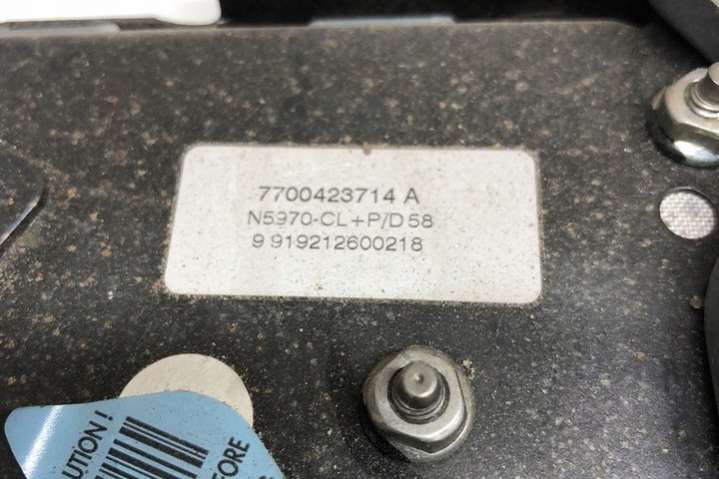 7700423714 A
N5970-CL+P/D 58
9 919212600218
UTION!
FORE